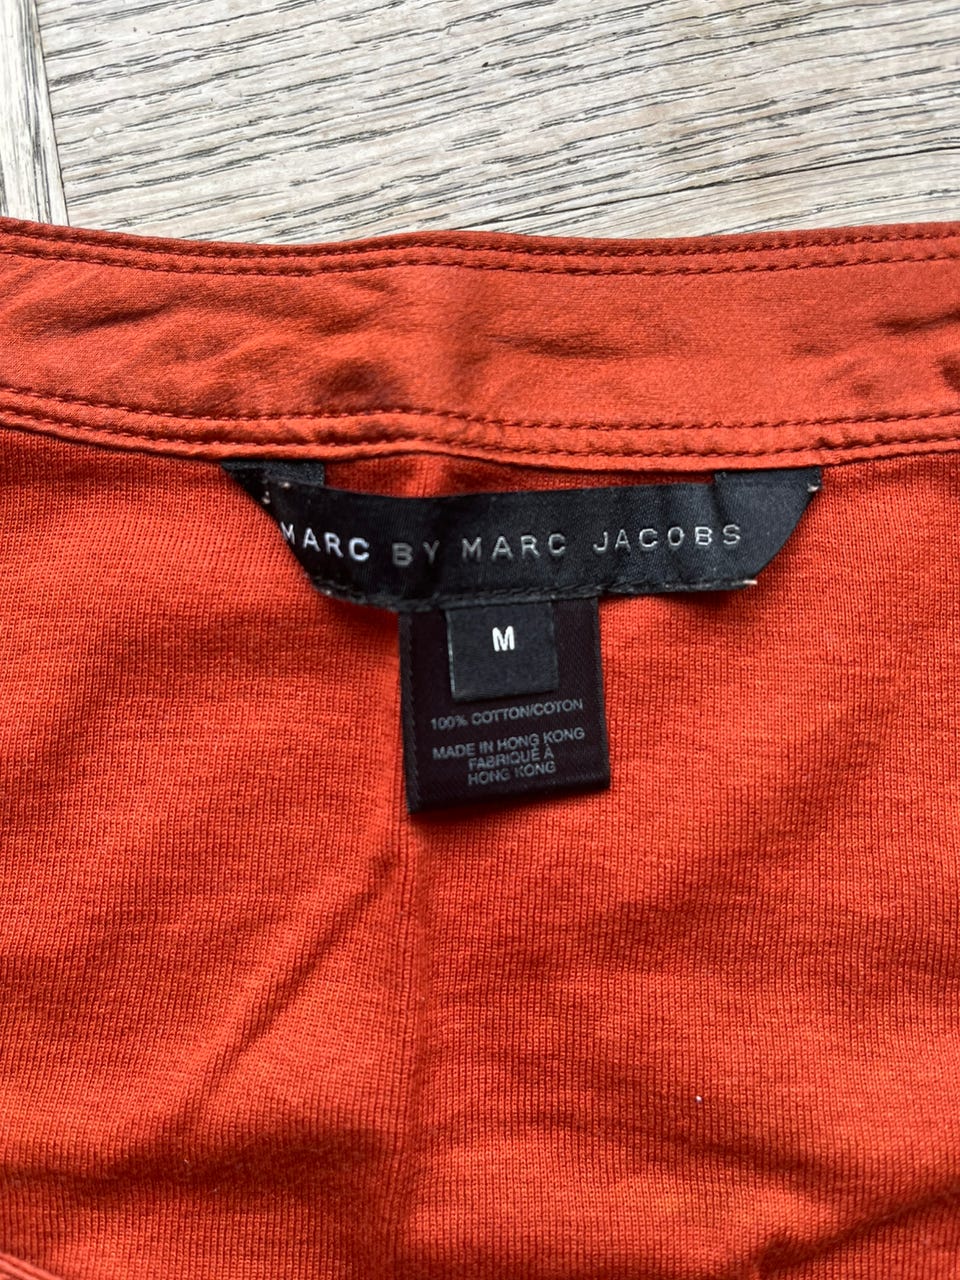 MARC BY MARC JACOBS
M
100% COTTON/COTON
MADE IN HONG KONG
FABRIQUÉ À
HONG KONG